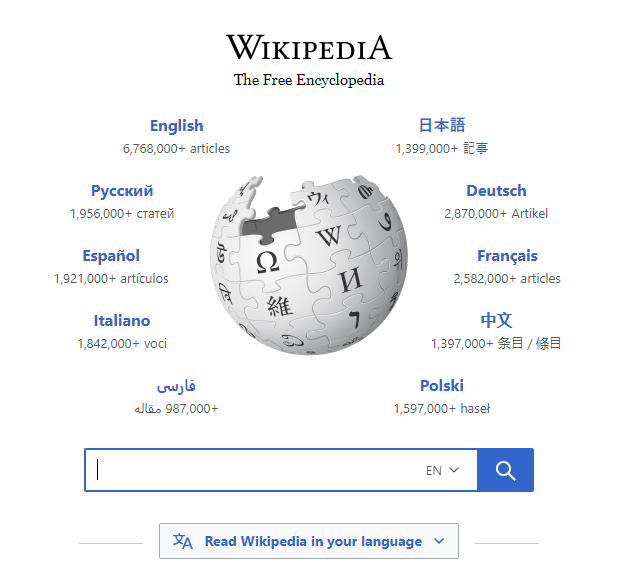 WIKIPEDIA
The Free Encyclopedia
English
6,768,000+ articles
日本語
1,399,000+ 記事
Русский
1,956,000+ статей
Deutsch
2,870,000+ Artikel
Español
1,921,000+ artículos
Français
2,582,000+ articles
Italiano
1,842,000+ voci
中文
1,397,000+ 条目 / 條目
فارسی
987,000+ مقاله
Polski
1,597,000+ haseł
ウィ
W
Ω
И
維
EN
Read Wikipedia in your language